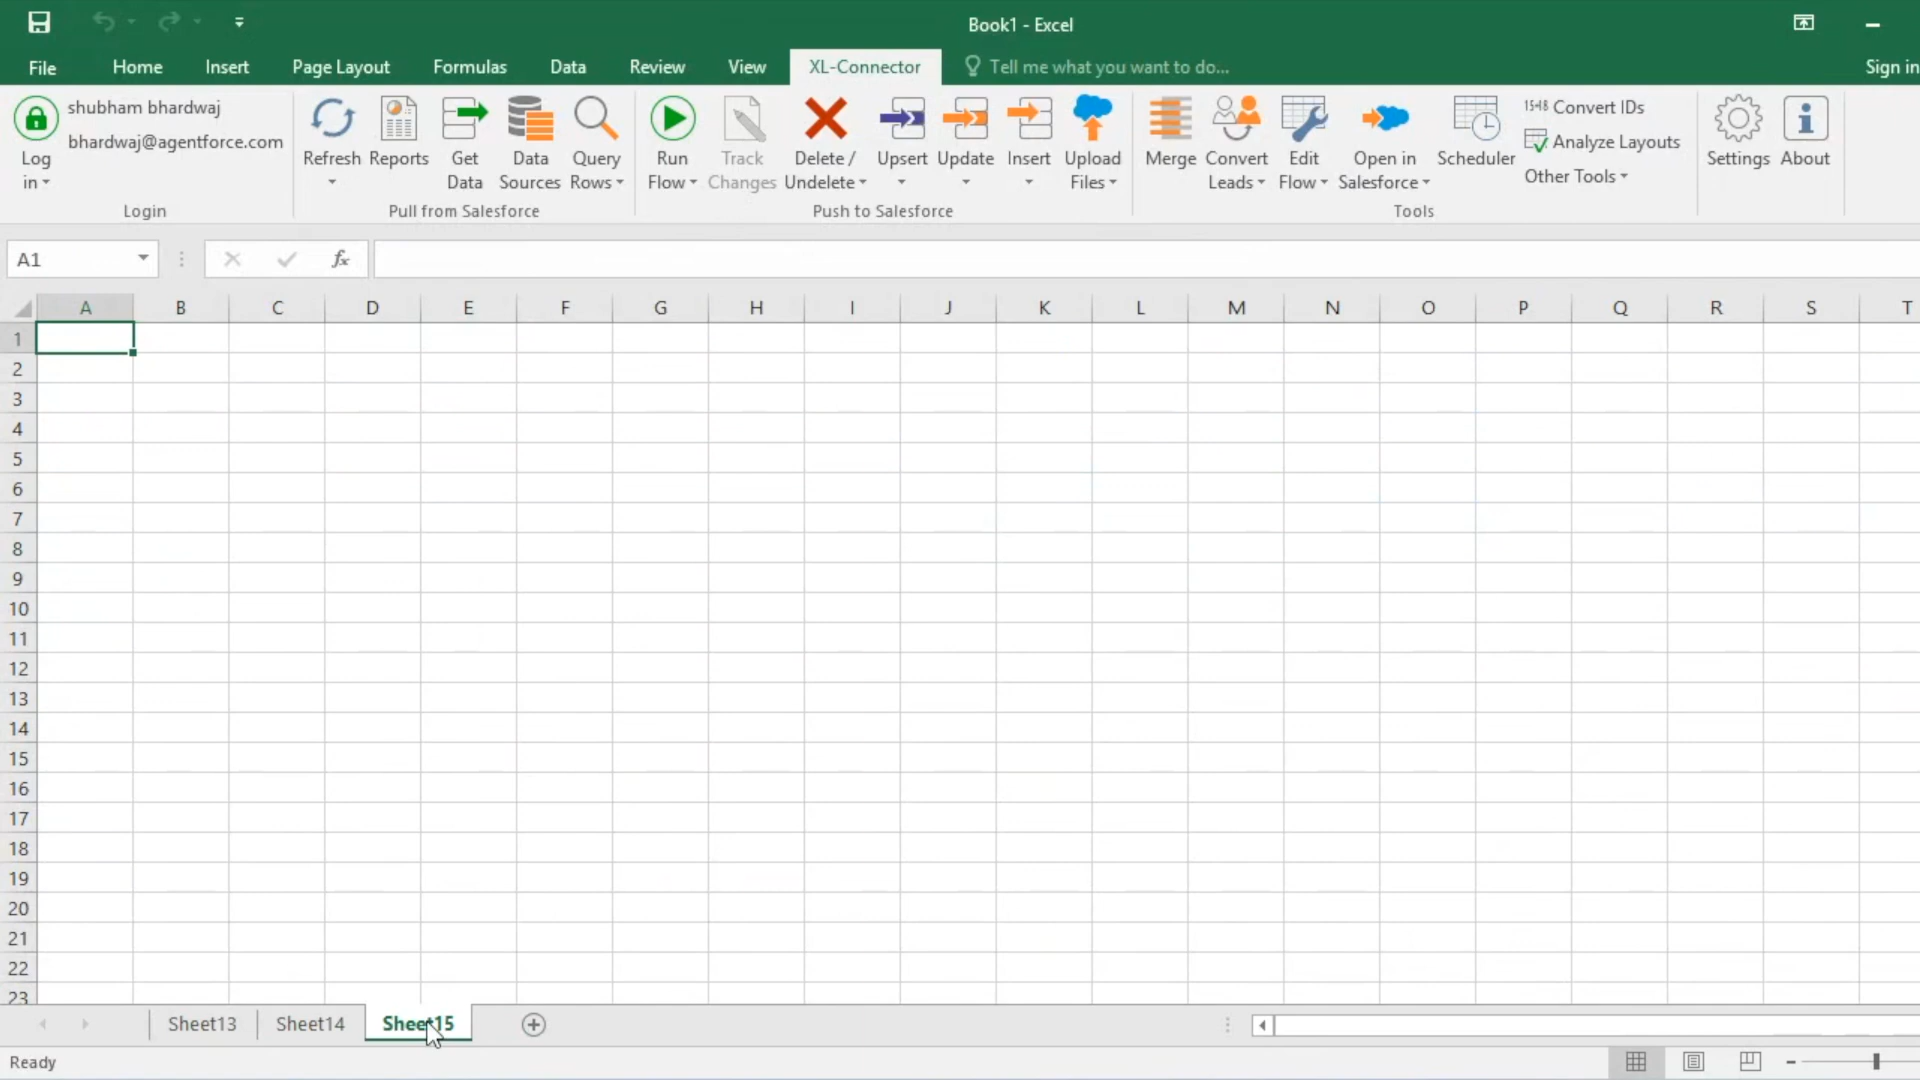 Book1 - Excel
File Home Insert Page Layout Formulas Data Review View XL-Connector Tell me what you want to do... Sign in
shubham bhardwaj
bhardwaj@agentforce.com
Log in
Refresh
Reports
Get Data
Data Sources
Query Rows
Run Flow
Track Changes
Delete / Undelete
Upsert
Update
Insert
Upload Files
Merge
Convert Leads
Edit Flow
Open in Salesforce
Scheduler
15→18 Convert IDs
Analyze Layouts
Other Tools
Settings
About
Login
Pull from Salesforce
Push to Salesforce
Tools
A1
fx
A B C D E F G H I J K L M N O P Q R S T
1
2
3
4
5
6
7
8
9
10
11
12
13
14
15
16
17
18
19
20
21
22
23
Sheet13 Sheet14 Sheet15
Ready